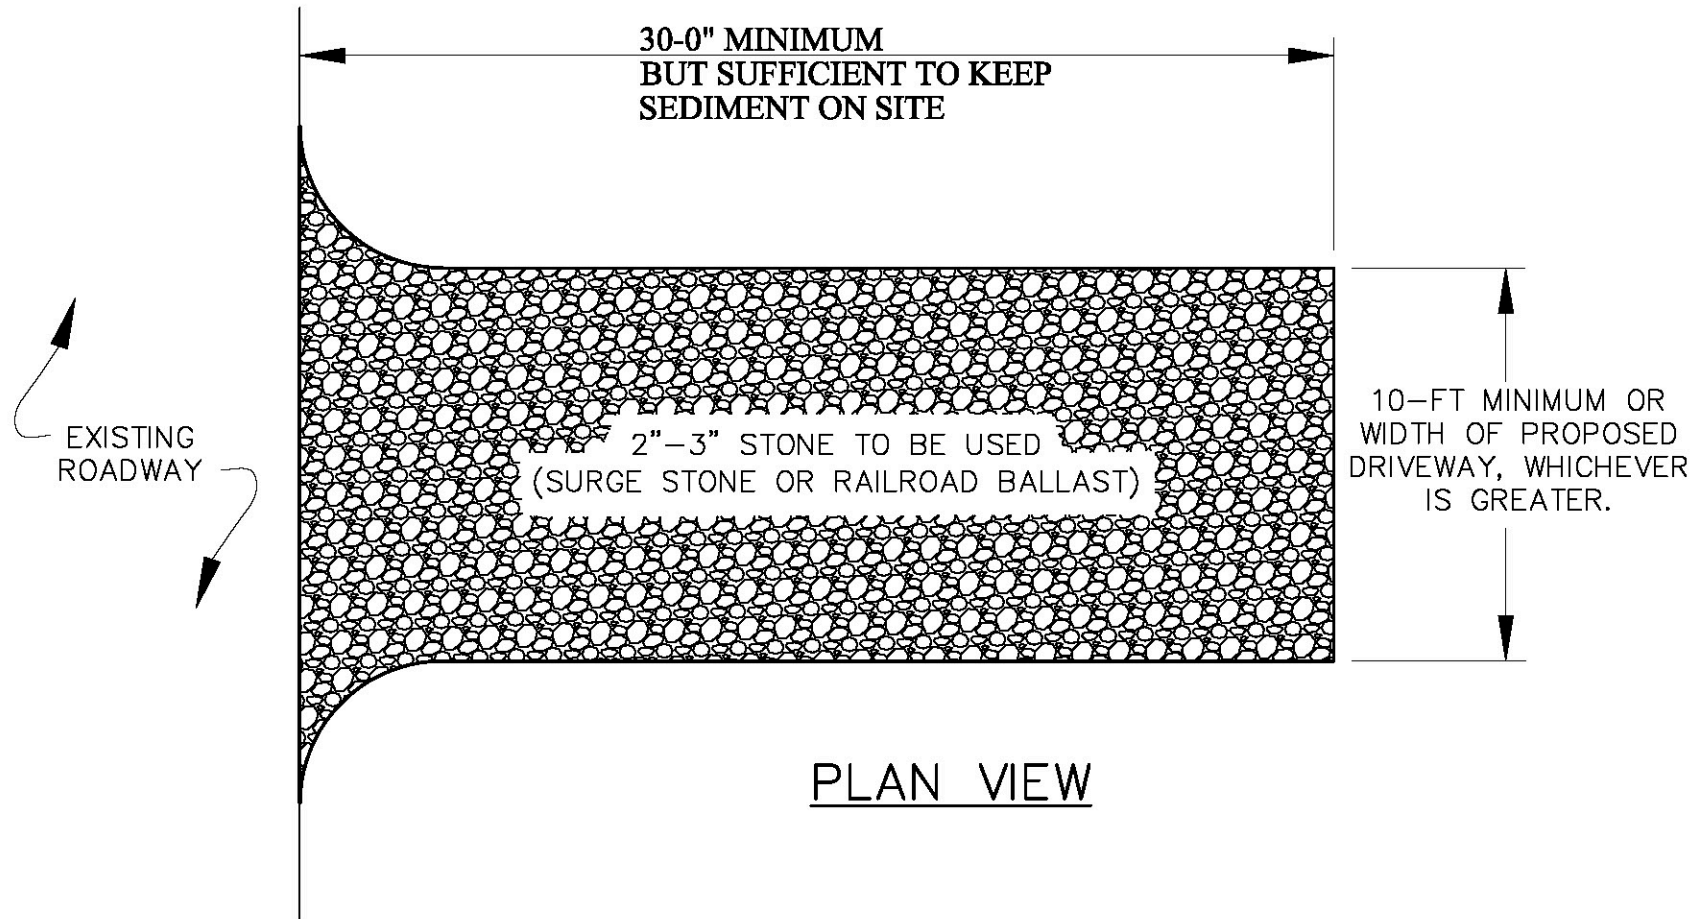 30-0" MINIMUM
BUT SUFFICIENT TO KEEP
SEDIMENT ON SITE
EXISTING
ROADWAY
2"-3" STONE TO BE USED
(SURGE STONE OR RAILROAD BALLAST)
10-FT MINIMUM OR
WIDTH OF PROPOSED
DRIVEWAY, WHICHEVER
IS GREATER.
PLAN VIEW